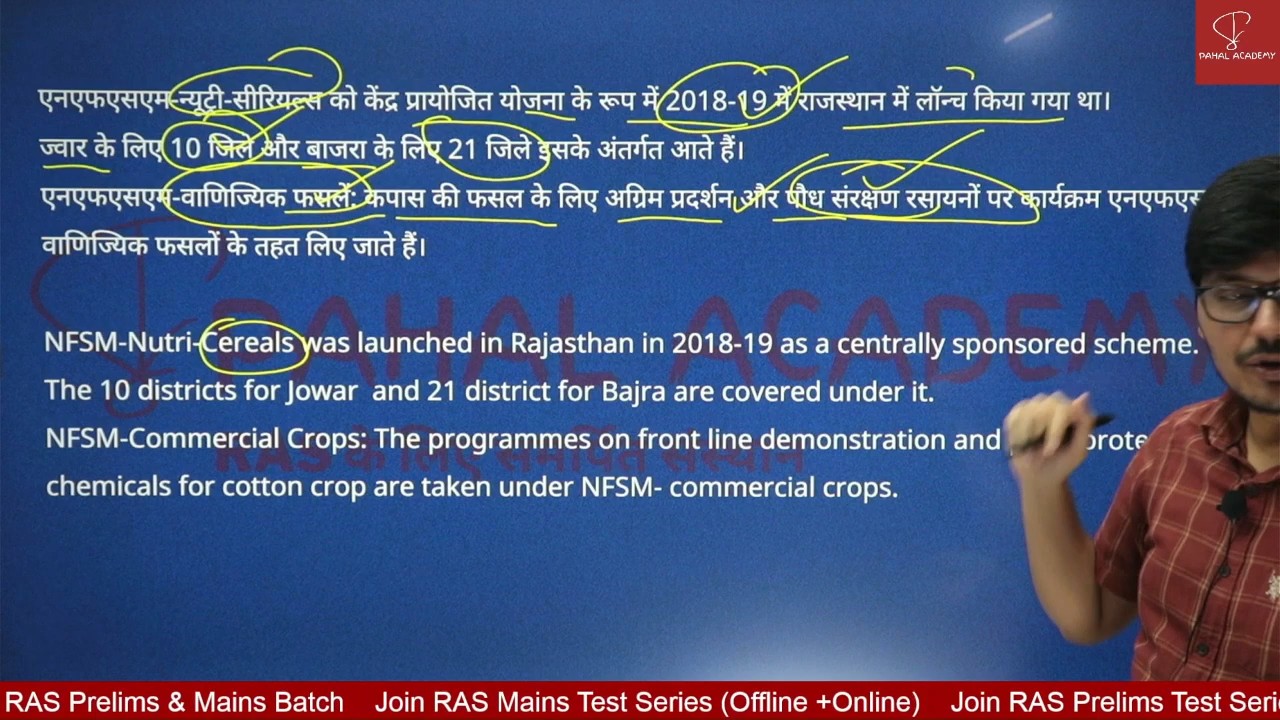 PAHAL ACADEMY
एनएफएसएम-न्यूटी-सीरियल्स को केंद्र प्रायोजित योजना के रूप में 2018-19 में राजस्थान में लॉन्च किया गया था।
ज्वार के लिए 10 जिले और बाजरा के लिए 21 जिले इसके अंतर्गत आते हैं।
एनएफएसएम-वाणिज्यिक फसलें: कपास की फसल के लिए अग्रिम प्रदर्शन और पौध संरक्षण रसायनों पर कार्यक्रम
वाणिज्यिक फसलों के तहत लिए जाते हैं।
PAHAL ACADEMY
NFSM-Nutri-Cereals was launched in Rajasthan in 2018-19 as a centrally sponsored scheme.
The 10 districts for Jowar and 21 district for Bajra are covered under it.
NFSM-Commercial Crops: The programmes on front line demonstration and
RAS के लिए समर्पित संस्थान
chemicals for cotton crop are taken under NFSM- commercial crops.
RAS Prelims & Mains Batch Join RAS Mains Test Series (Offline +Online) Join RAS Prelims Test